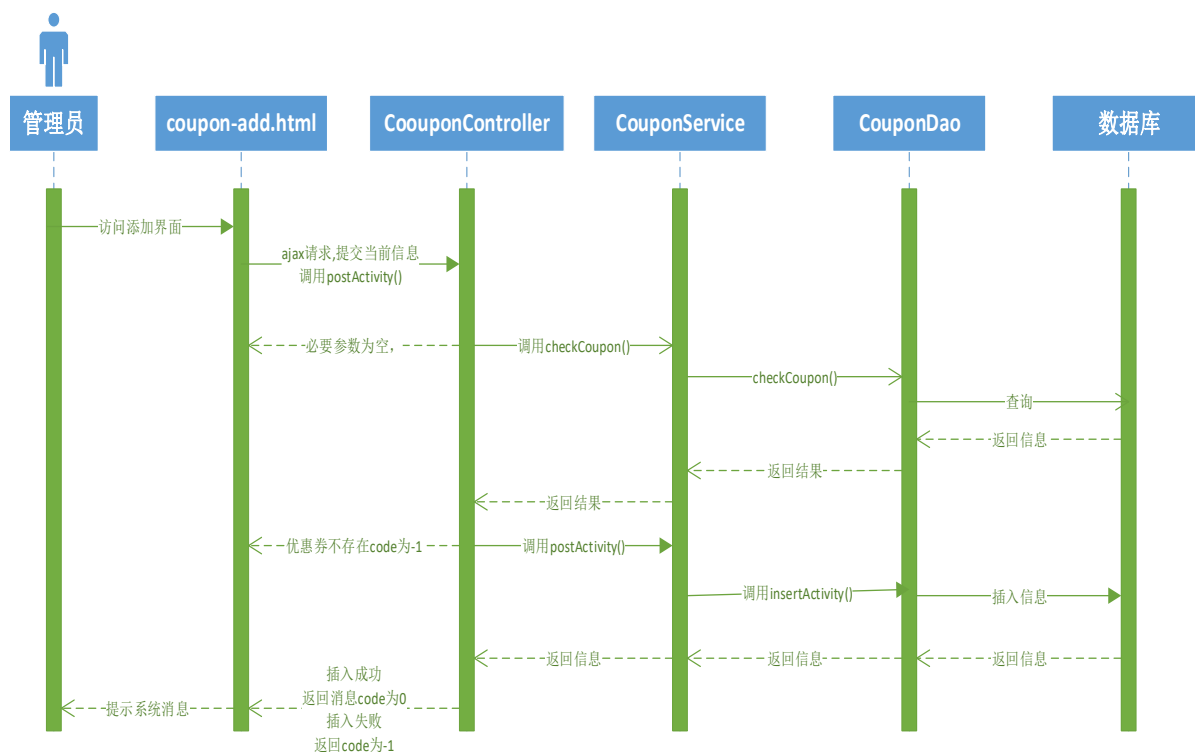 管理员
coupon-add.html
CoouponController
CouponService
CouponDao
数据库
访问添加界面
ajax请求,提交当前信息
调用postActivity()
必要参数为空，
调用checkCoupon()
checkCoupon()
查询
返回信息
返回结果
返回结果
优惠券不存在code为-1
调用postActivity()
调用insertActivity()
插入信息
返回信息
返回信息
返回信息
插入成功
返回消息code为0
插入失败
返回code为-1
提示系统消息